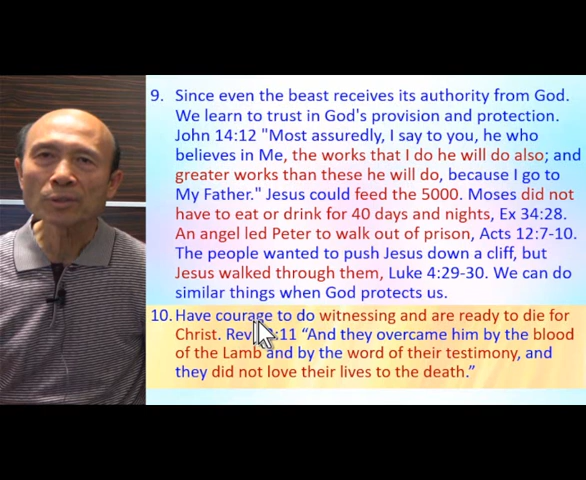 9. Since even the beast receives its authority from God.
We learn to trust in God's provision and protection.
John 14:12 "Most assuredly, I say to you, he who
believes in Me, the works that I do he will do also; and
greater works than these he will do, because I go to
My Father." Jesus could feed the 5000. Moses did not
have to eat or drink for 40 days and nights, Ex 34:28.
An angel led Peter to walk out of prison, Acts 12:7-10.
The people wanted to push Jesus down a cliff, but
Jesus walked through them, Luke 4:29-30. We can do
similar things when God protects us.
10. Have courage to do witnessing and are ready to die for
Christ. Rev :11 “And they overcame him by the blood
of the Lamb and by the word of their testimony, and
they did not love their lives to the death.”